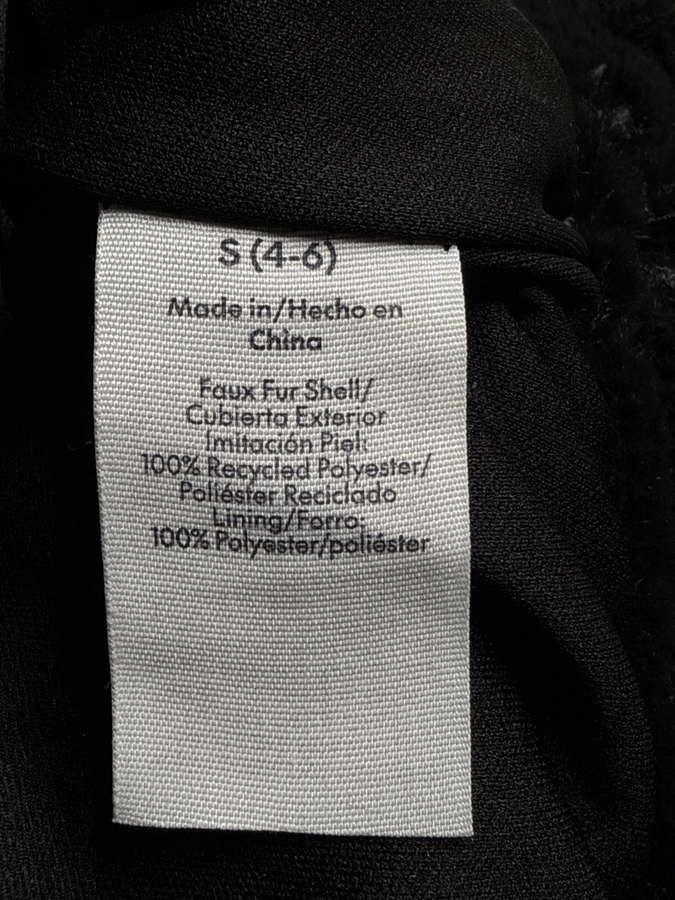 S (4-6)
Made in/Hecho en
China
Faux Fur Shell/
Cubierta Exterior
Imitación Piel:
100% Recycled Polyester/
Poliéster Reciclado
Lining/Forro:
100% Polyester/poliéster